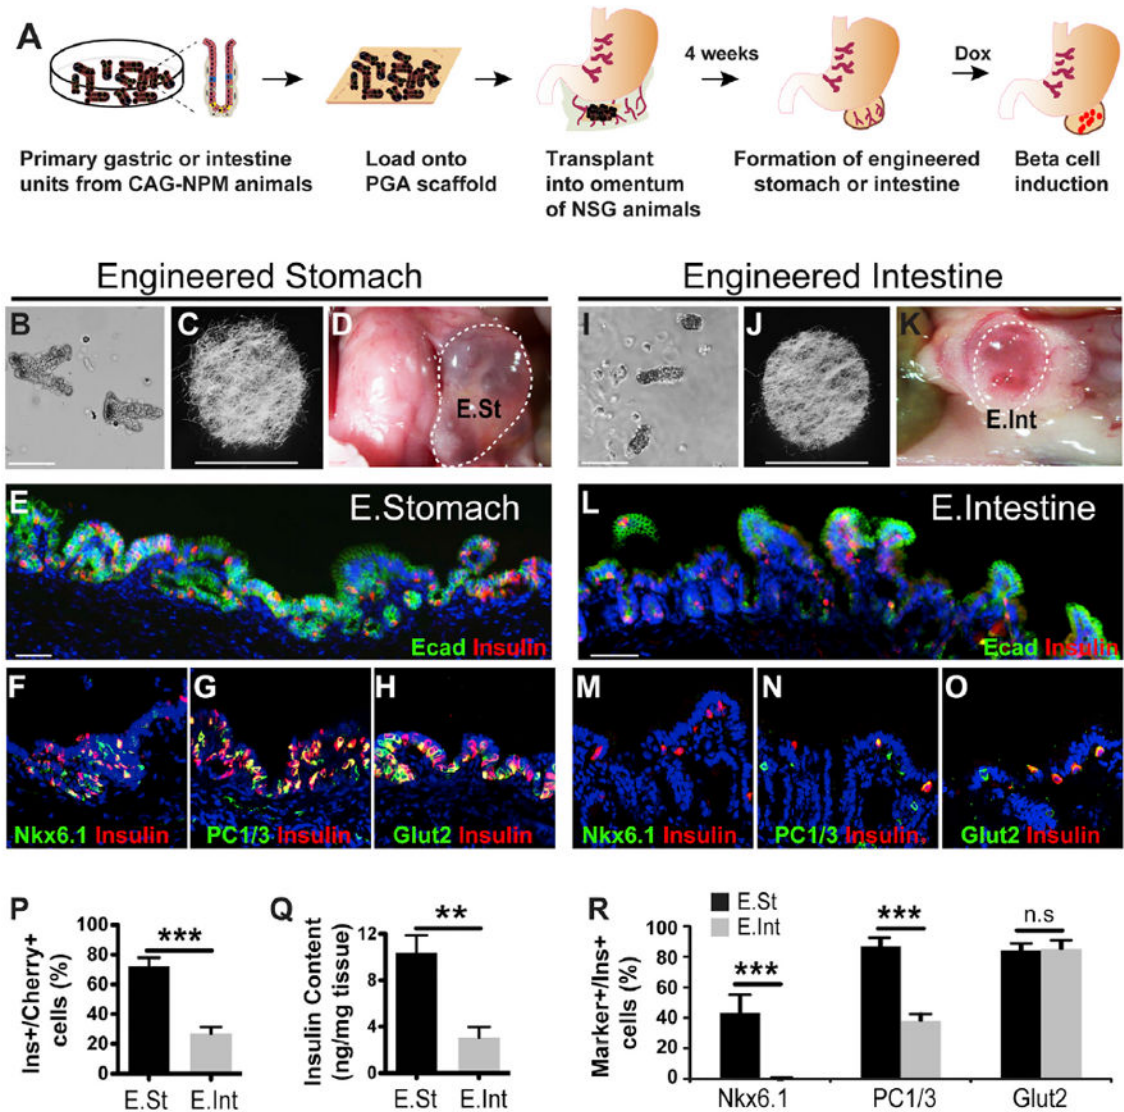 A
4 weeks
Dox
Primary gastric or intestine
units from CAG-NPM animals
Load onto
PGA scaffold
Transplant
into omentum
of NSG animals
Formation of engineered
stomach or intestine
Beta cell
induction
Engineered Stomach
Engineered Intestine
B
C
D
E.St
I
J
K
E.Int
E
E.Stomach
Ecad Insulin
L
E.Intestine
Ecad Insulin
F
Nkx6.1 Insulin
G
PC1/3 Insulin
H
Glut2 Insulin
M
Nkx6.1 Insulin
N
PC1/3 Insulin
O
Glut2 Insulin
P
Ins+/Cherry+
cells (%)
100
80
60
40
20
0
***
E.St
E.Int
Q
Insulin Content
(ng/mg tissue)
12
8
4
0
**
E.St
E.Int
R
E.St
E.Int
Marker+/Ins+
cells (%)
100
80
60
40
20
0
***
***
n.s
Nkx6.1
PC1/3
Glut2